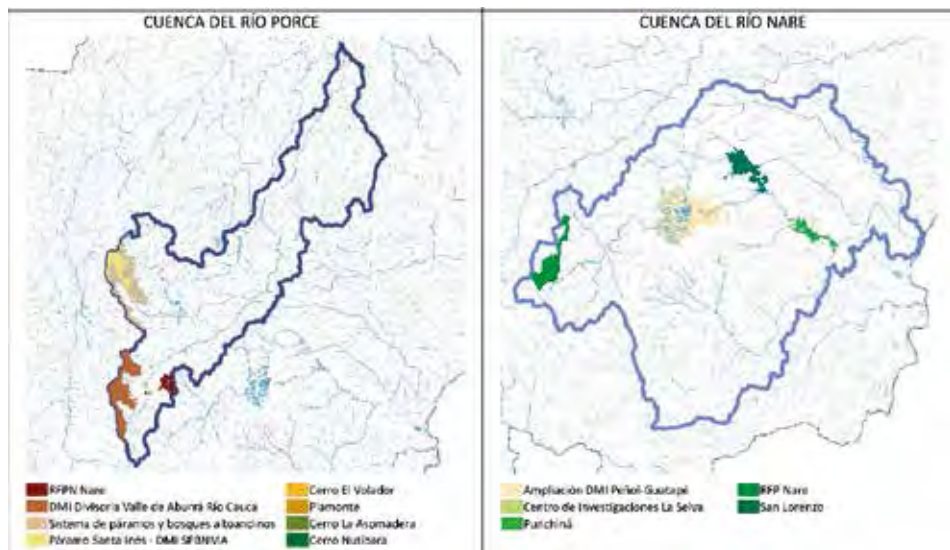 CUENCA DEL RÍO PORCE
CUENCA DEL RÍO NARE
RFPN Nare
DMI Divisoria Valle de Aburrá Río Cauca
Sistema de páramos y bosques altoandinos
Páramo Santa Inés - DMI SPBNMA
Cerro El Volador
Piamonte
Cerro La Asomadera
Cerro Nutibara
Ampliación DMI Peñol-Guatapé
Centro de Investigaciones La Selva
Punchiná
RFP Nare
San Lorenzo